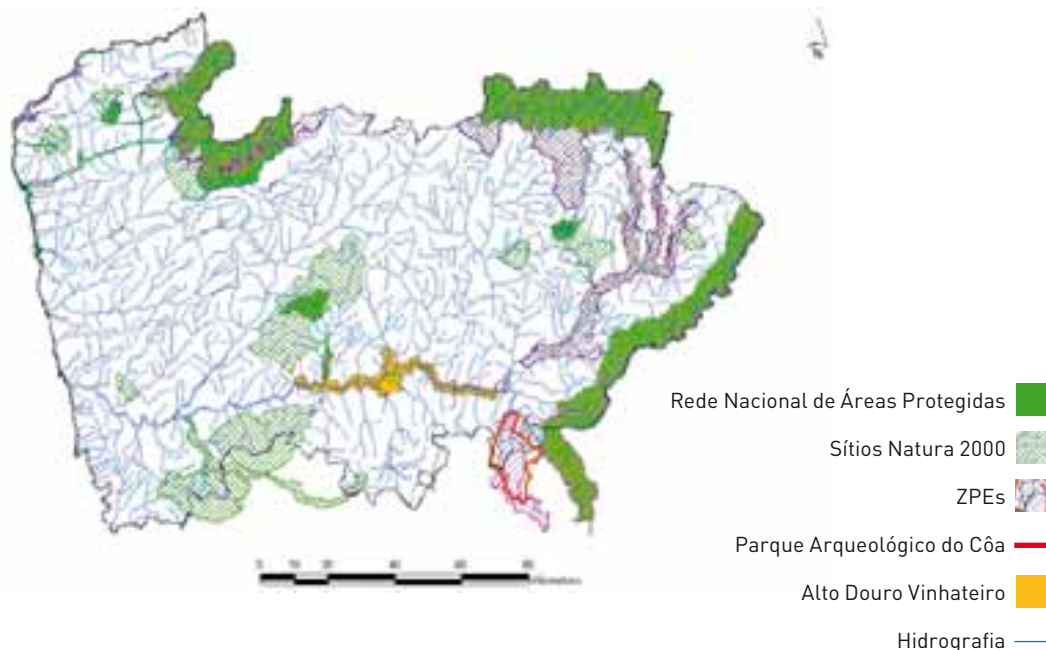 Rede Nacional de Áreas Protegidas
Sítios Natura 2000
ZPEs
Parque Arqueológico do Côa
Alto Douro Vinhateiro
Hidrografia